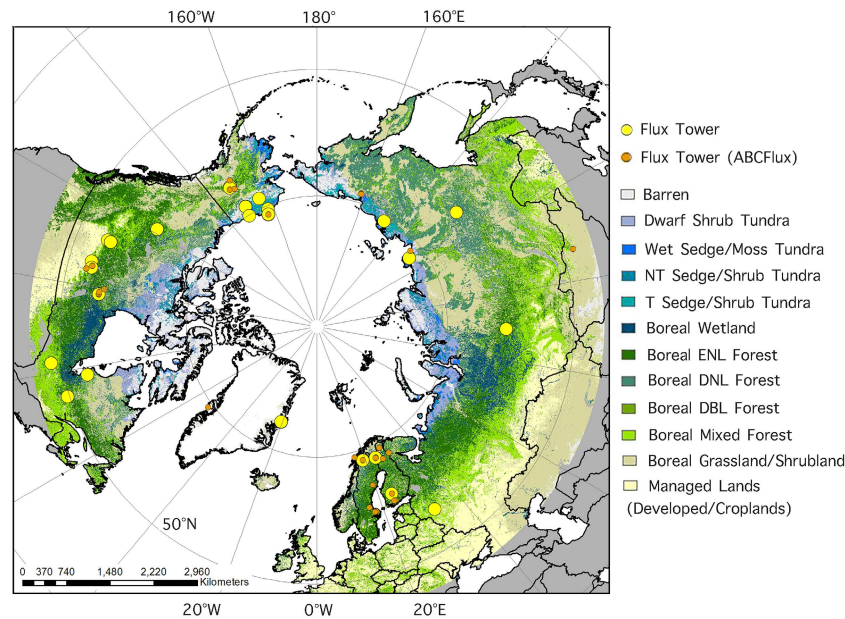 160°W 180° 160°E
Flux Tower
Flux Tower (ABCFlux)
Barren
Dwarf Shrub Tundra
Wet Sedge/Moss Tundra
NT Sedge/Shrub Tundra
T Sedge/Shrub Tundra
Boreal Wetland
Boreal ENL Forest
Boreal DNL Forest
Boreal DBL Forest
Boreal Mixed Forest
Boreal Grassland/Shrubland
Managed Lands
(Developed/Croplands)
50°N
0 370 740 1,480 2,220 2,960
Kilometers
20°W 0°W 20°E